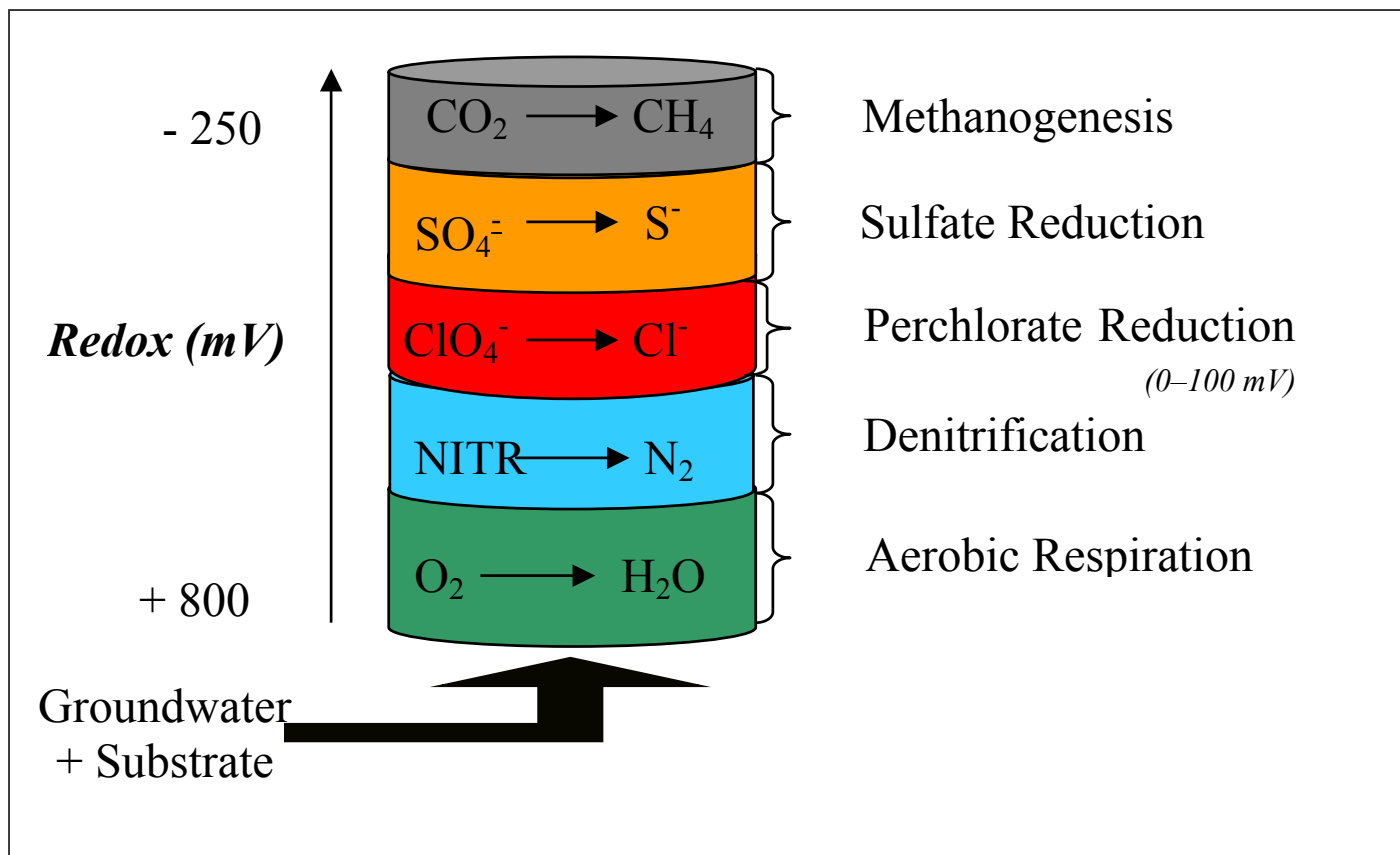 - 250
CO₂ → CH₄
Methanogenesis
SO₄⁼ → S⁻
Sulfate Reduction
Redox (mV)
ClO₄⁻ → Cl⁻
Perchlorate Reduction
(0–100 mV)
NITR → N₂
Denitrification
O₂ → H₂O
Aerobic Respiration
+ 800
Groundwater
+ Substrate